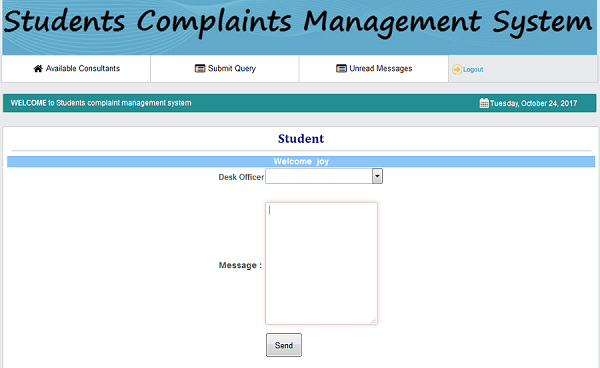 Students Complaints Management System
Available Consultants Submit Query Unread Messages Logout
WELCOME to Students complaint management system Tuesday, October 24, 2017
Student
Welcome joy
Desk Officer
Message :
Send